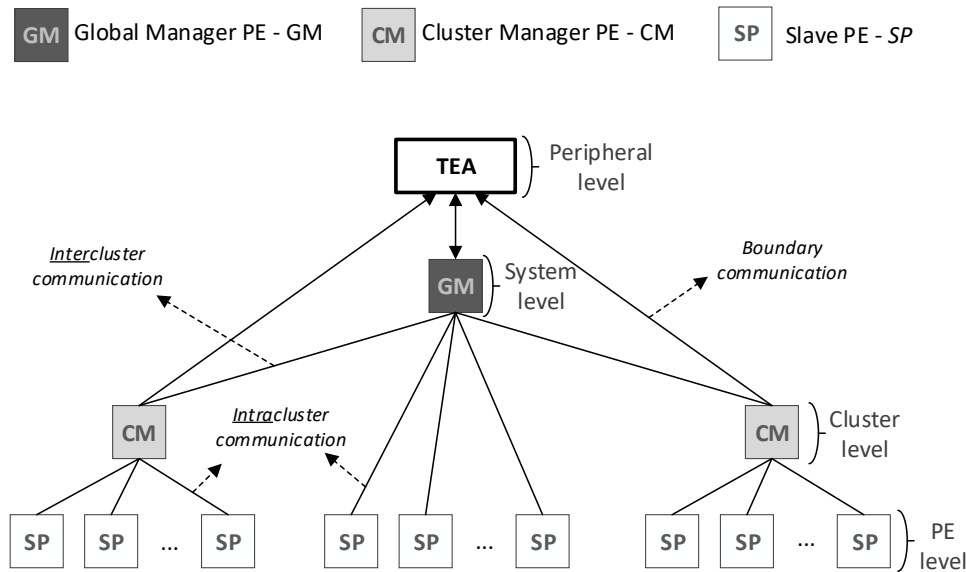 GM Global Manager PE - GM
CM Cluster Manager PE - CM
SP Slave PE - SP
TEA
Peripheral
level
Intercluster
communication
Boundary
communication
GM
System
level
CM
Intracluster
communication
CM
Cluster
level
SP SP ... SP
SP SP ... SP
SP SP ... SP
PE
level